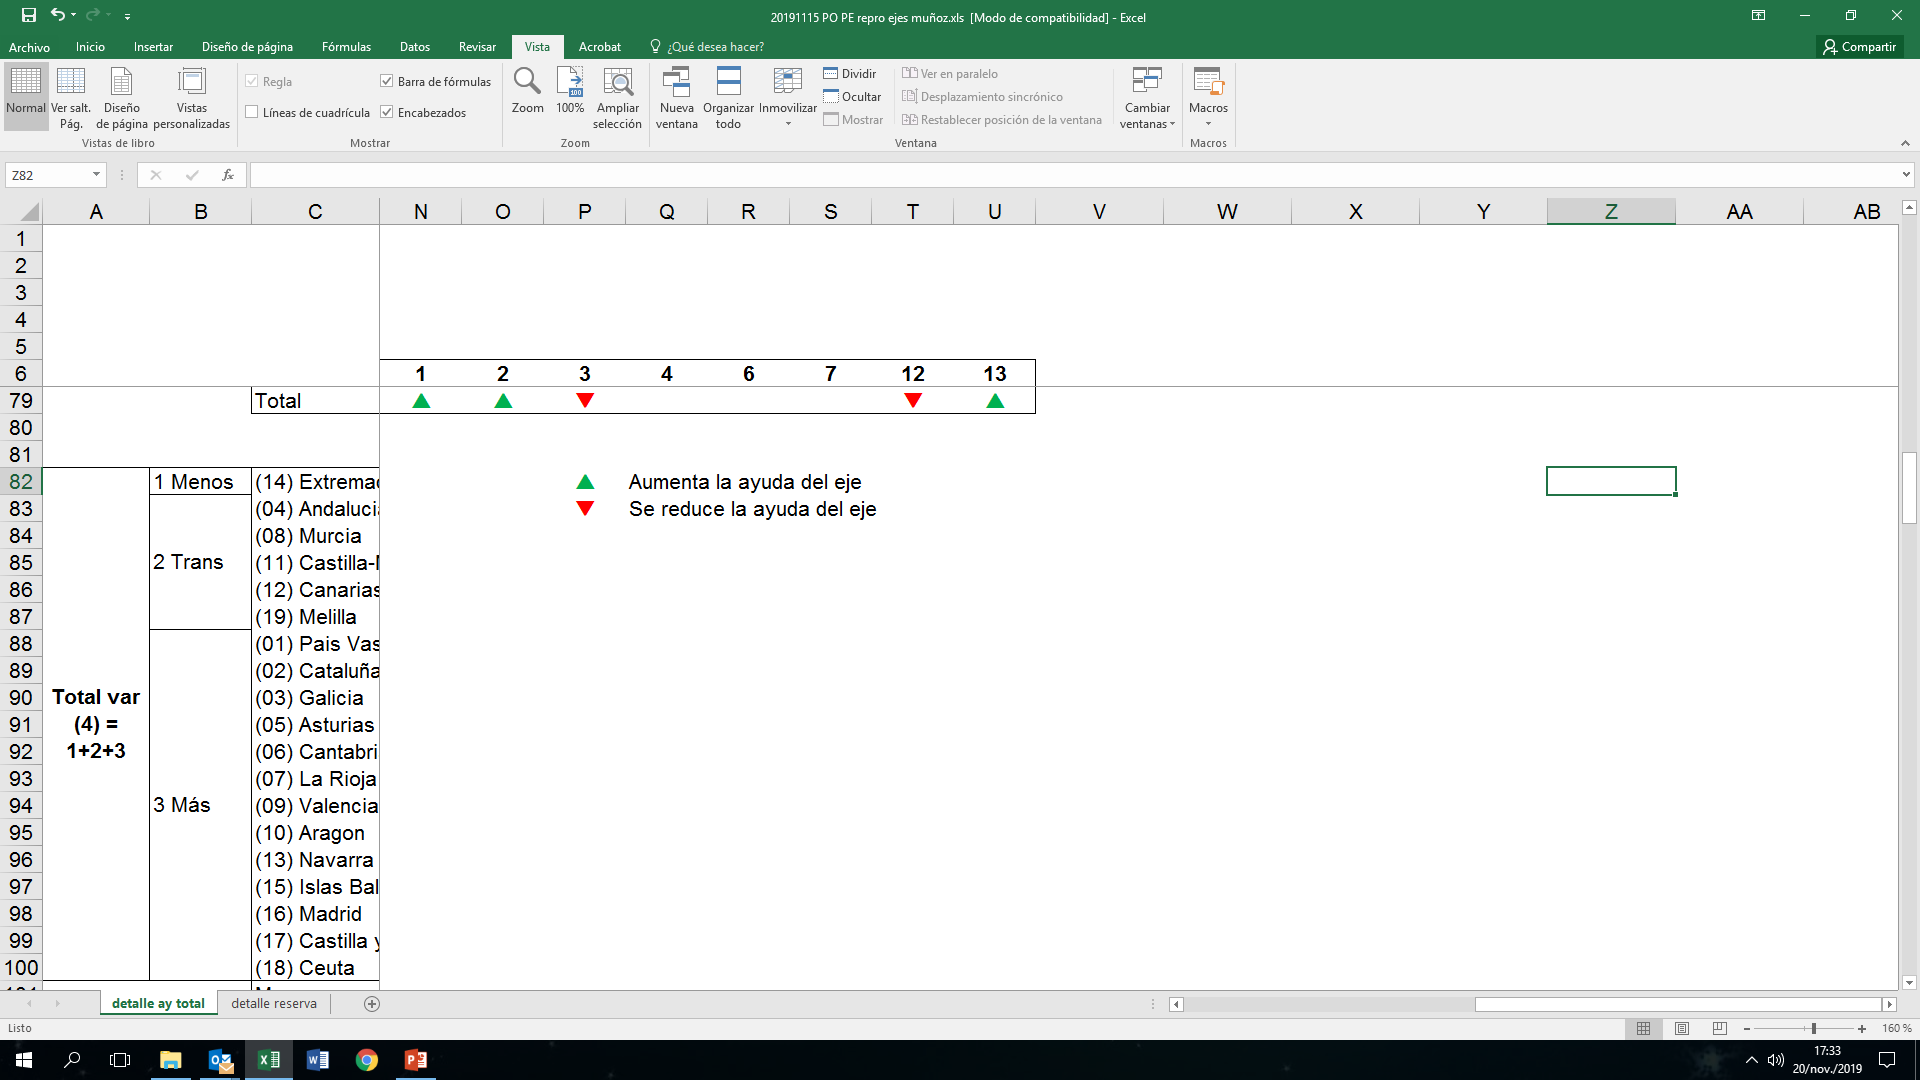 20191115 PO PE repro ejes muñoz.xls  [Modo de compatibilidad] - Excel
Archivo Inicio Insertar Diseño de página Fórmulas Datos Revisar Vista Acrobat ¿Qué desea hacer? Compartir
Normal
Ver salt. Pág.
Diseño de página
Vistas personalizadas
Vistas de libro
Regla
Barra de fórmulas
Líneas de cuadrícula
Encabezados
Mostrar
Zoom
100%
Ampliar selección
Zoom
Nueva ventana
Organizar todo
Inmovilizar
Dividir
Ocultar
Mostrar
Ver en paralelo
Desplazamiento sincrónico
Restablecer posición de la ventana
Cambiar ventanas
Ventana
Macros
Macros
Z82
fx
A B C N O P Q R S T U V W X Y Z AA AB
1
2
3
4
5
6 1 2 3 4 6 7 12 13
79 Total ▲ ▲ ▼ ▼ ▲
80
81
82 1 Menos (14) Extremad ▲ Aumenta la ayuda del eje
83 (04) Andalucia ▼ Se reduce la ayuda del eje
84 (08) Murcia
85 2 Trans (11) Castilla-
86 (12) Canarias
87 (19) Melilla
88 (01) Pais Vas
89 (02) Cataluña
90 Total var (03) Galicia
91 (4) = (05) Asturias
92 1+2+3 (06) Cantabri
93 (07) La Rioja
94 3 Más (09) Valencia
95 (10) Aragon
96 (13) Navarra
97 (15) Islas Bal
98 (16) Madrid
99 (17) Castilla y
100 (18) Ceuta
detalle ay total detalle reserva
Listo
160 %
17:33
20/nov./2019